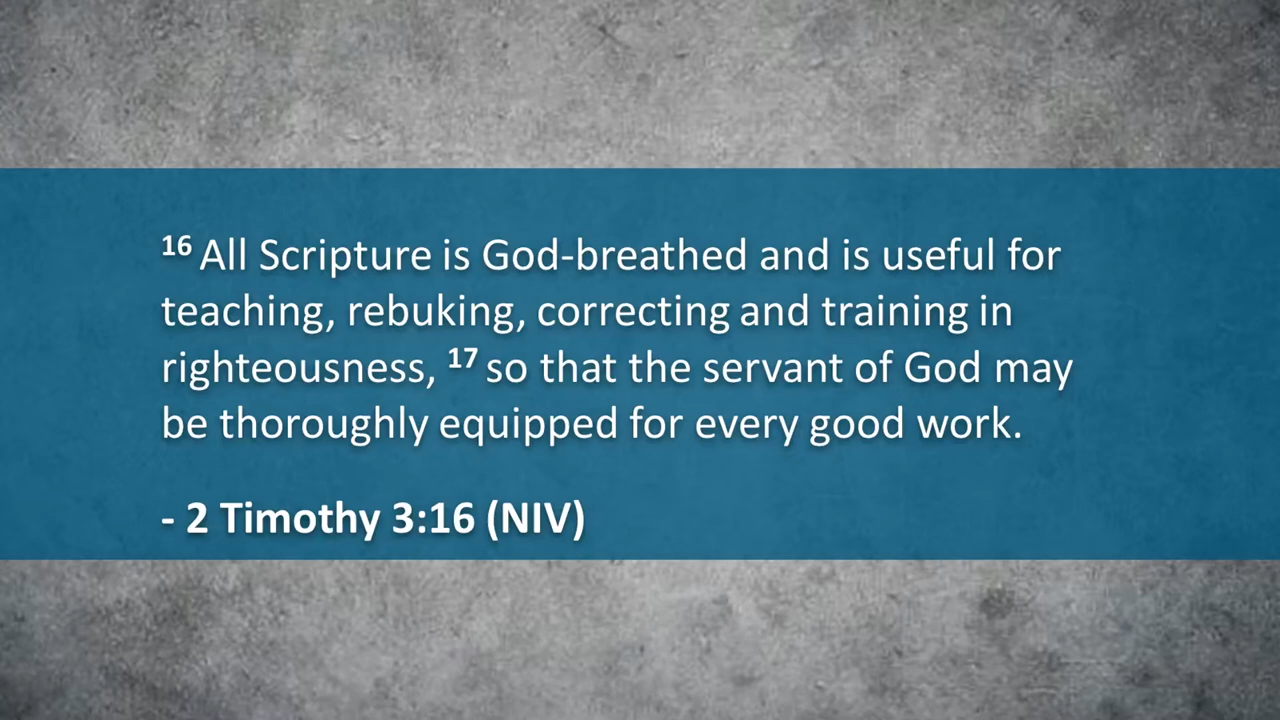 16 All Scripture is God-breathed and is useful for
teaching, rebuking, correcting and training in
righteousness, 17 so that the servant of God may
be thoroughly equipped for every good work.
- 2 Timothy 3:16 (NIV)